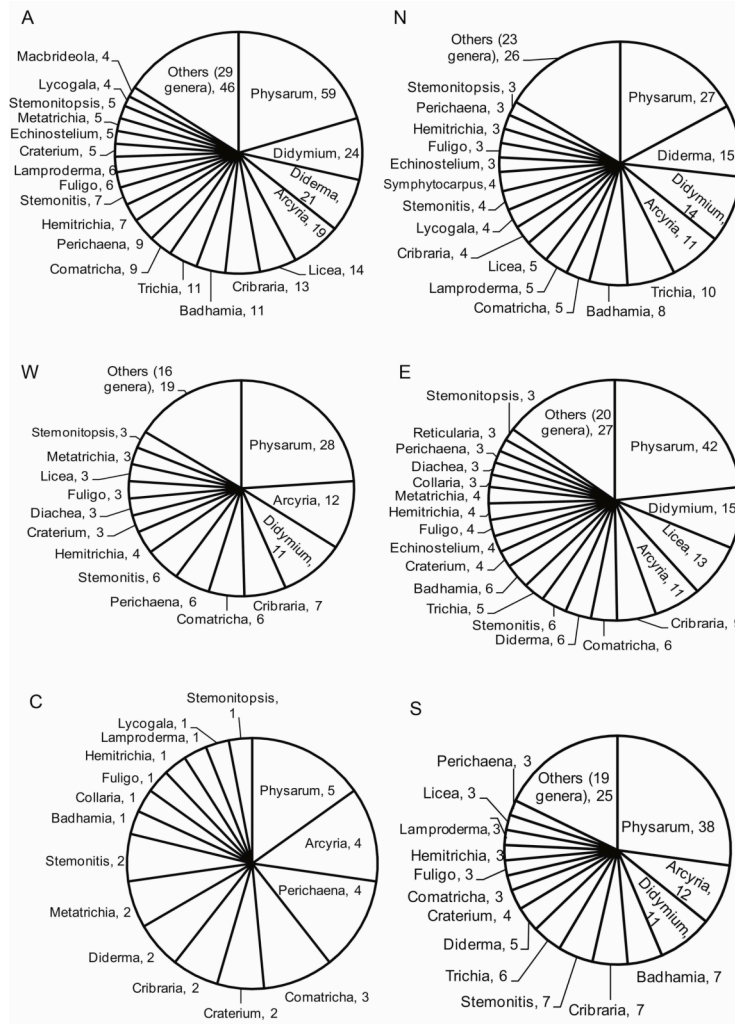 A
Macbrideola, 4
Lycogala, 4
Stemonitopsis, 5
Metatrichia, 5
Echinostelium, 5
Craterium, 5
Lamproderma, 6
Fuligo, 6
Stemonitis, 7
Hemitrichia, 7
Perichaena, 9
Comatricha, 9
Trichia, 11
Badhamia, 11
Cribraria, 13
Licea, 14
Arcyria, 19
Diderma,
21
Didymium, 24
Physarum, 59
Others (29
genera), 46
N
Others (23
genera), 26
Stemonitopsis, 3
Perichaena, 3
Hemitrichia, 3
Fuligo, 3
Echinostelium, 3
Symphytocarpus, 4
Stemonitis, 4
Lycogala, 4
Cribraria, 4
Licea, 5
Lamproderma, 5
Comatricha, 5
Badhamia, 8
Trichia, 10
Arcyria, 11
Didymium,
14
Diderma, 15
Physarum, 27
W
Others (16
genera), 19
Stemonitopsis, 3
Metatrichia, 3
Licea, 3
Fuligo, 3
Diachea, 3
Craterium, 3
Hemitrichia, 4
Stemonitis, 6
Perichaena, 6
Comatricha, 6
Cribraria, 7
Didymium,
11
Arcyria, 12
Physarum, 28
E
Stemonitopsis, 3
Others (20
genera), 27
Reticularia, 3
Perichaena, 3
Diachea, 3
Collaria, 3
Metatrichia, 4
Hemitrichia, 4
Fuligo, 4
Echinostelium, 4
Craterium, 4
Badhamia, 6
Trichia, 5
Stemonitis, 6
Diderma, 6
Comatricha, 6
Cribraria,
Arcyria, 11
Licea, 13
Didymium, 15
Physarum, 42
C
Stemonitopsis,
1
Lycogala, 1
Lamproderma, 1
Hemitrichia, 1
Fuligo, 1
Collaria, 1
Badhamia, 1
Stemonitis, 2
Metatrichia, 2
Diderma, 2
Cribraria, 2
Craterium, 2
Comatricha, 3
Perichaena, 4
Arcyria, 4
Physarum, 5
S
Perichaena, 3
Others (19
genera), 25
Licea, 3
Lamproderma, 3
Hemitrichia, 3
Fuligo, 3
Comatricha, 3
Craterium, 4
Diderma, 5
Trichia, 6
Stemonitis, 7
Cribraria, 7
Badhamia, 7
Didymium,
11
Arcyria,
12
Physarum, 38